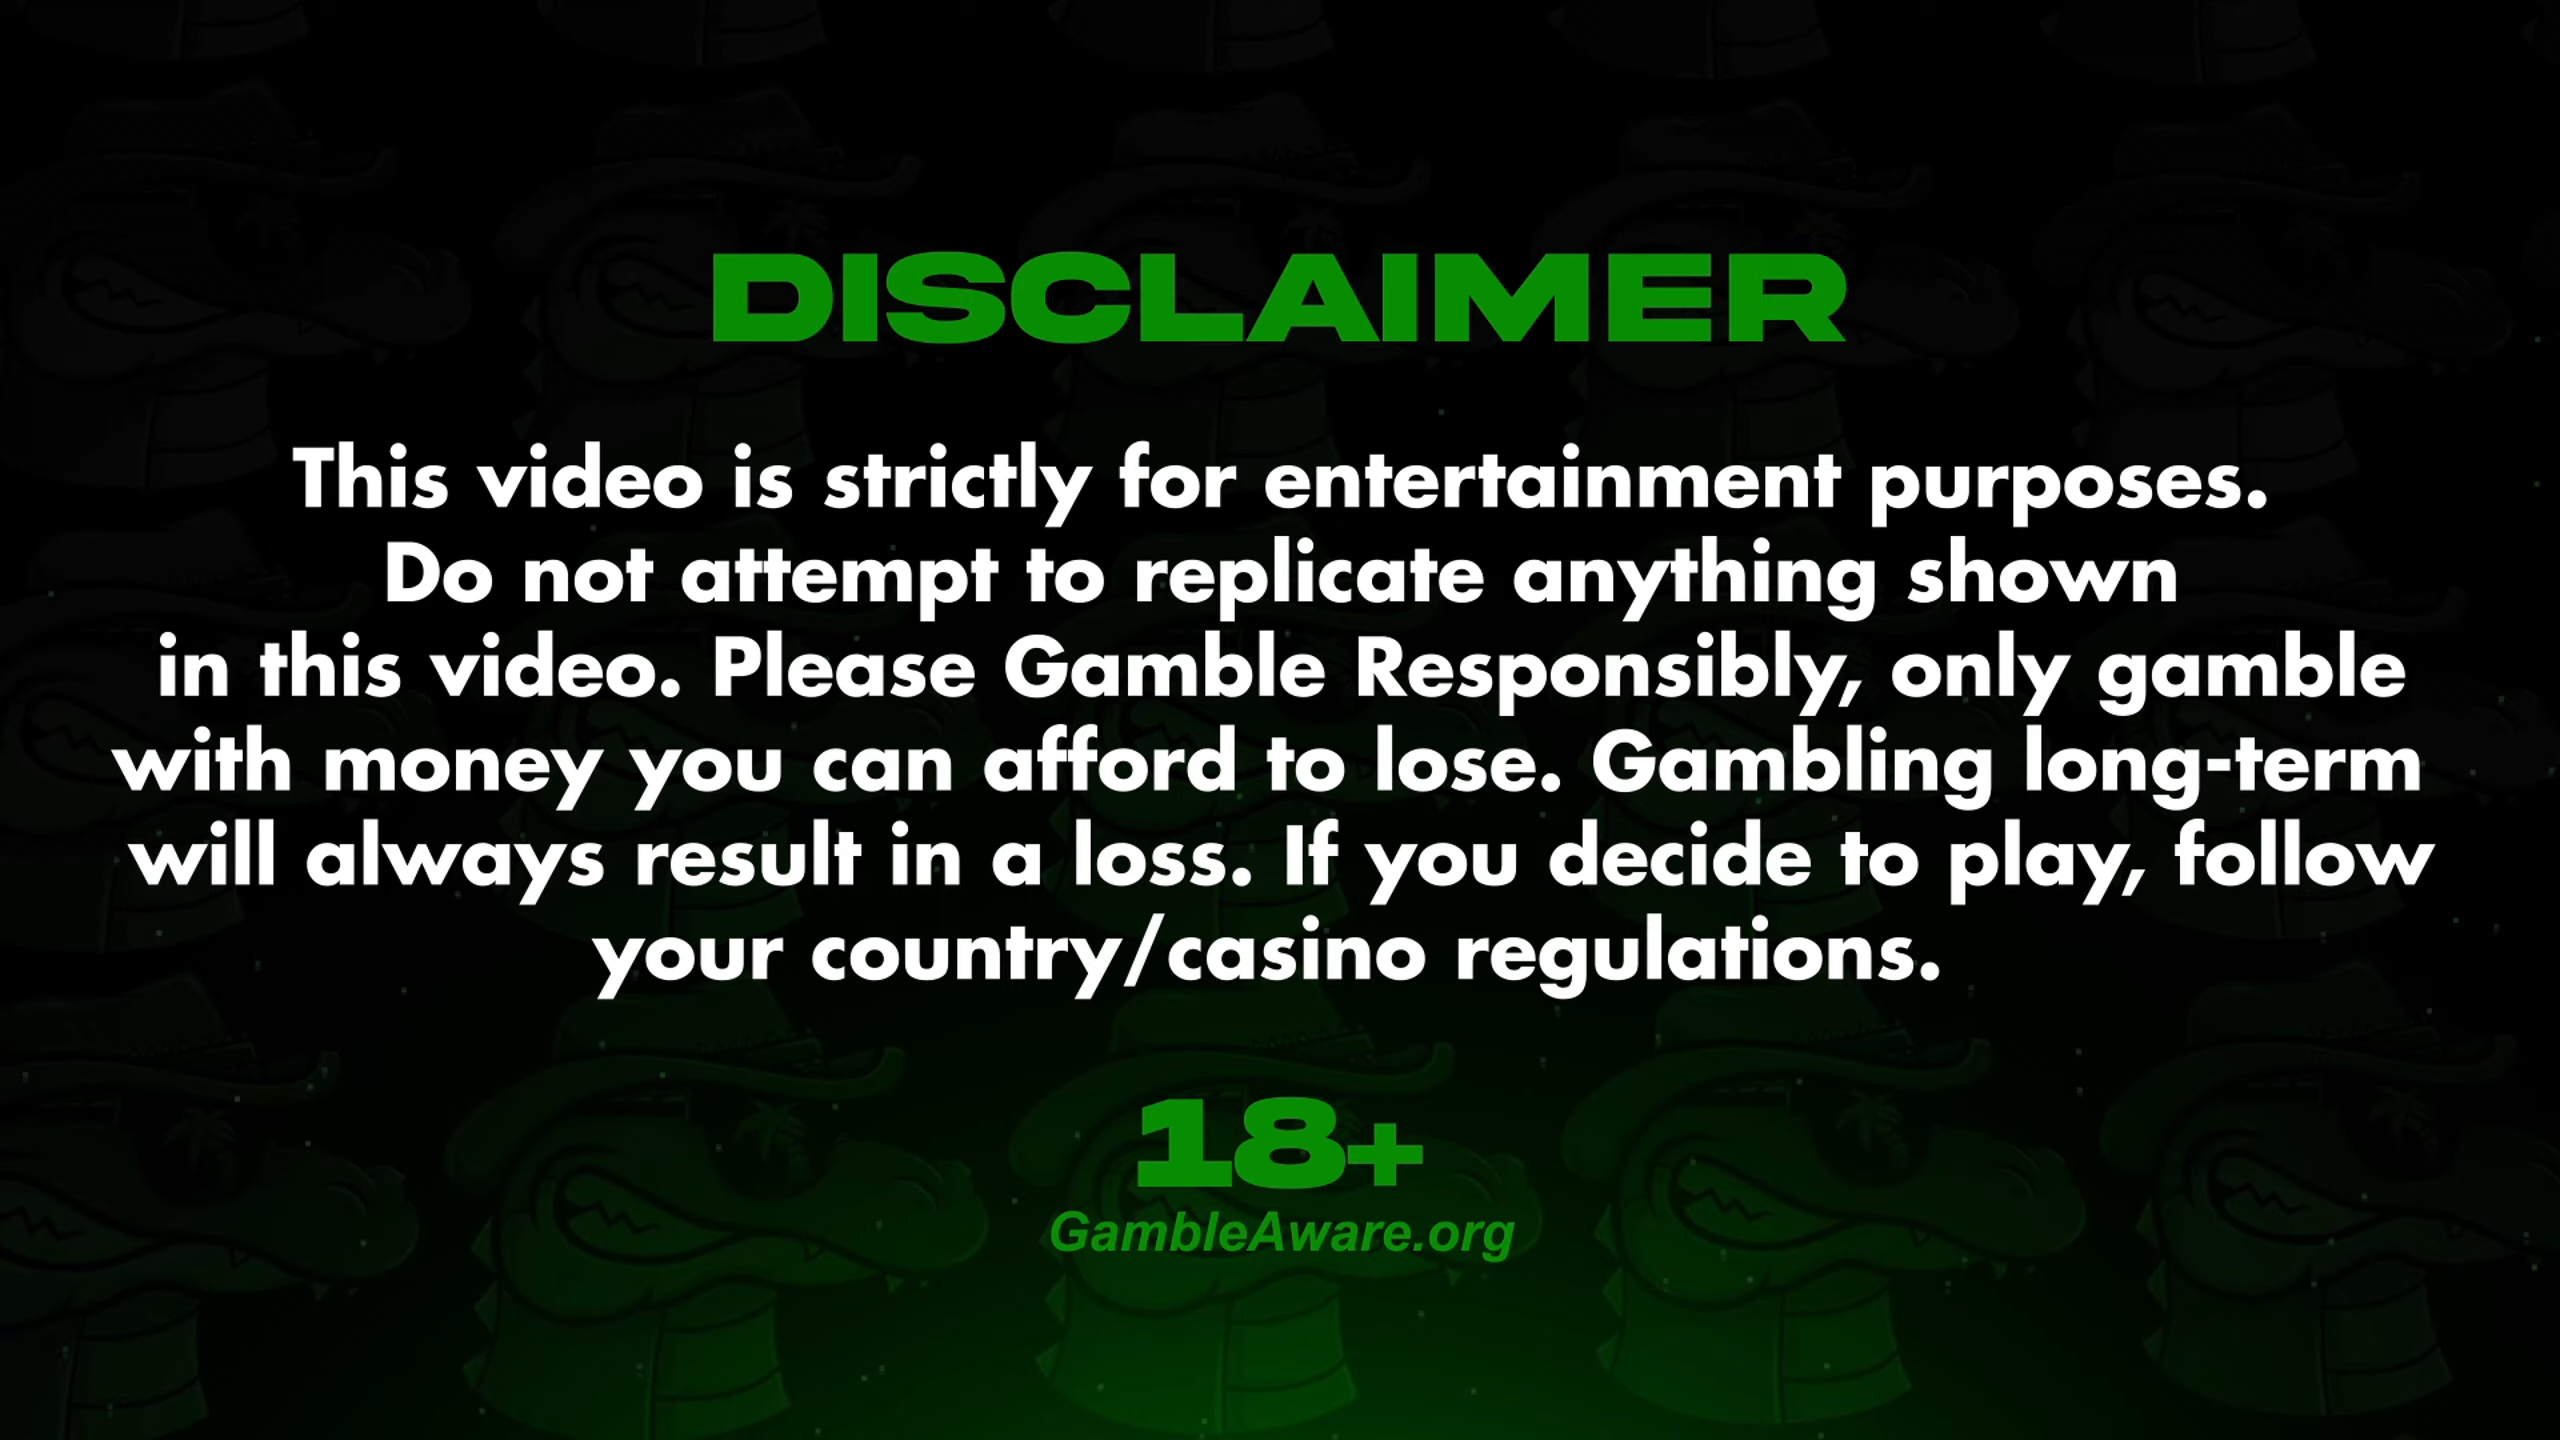 DISCLAIMER
This video is strictly for entertainment purposes.
Do not attempt to replicate anything shown
in this video. Please Gamble Responsibly, only gamble
with money you can afford to lose. Gambling long-term
will always result in a loss. If you decide to play, follow
your country/casino regulations.
18+
GambleAware.org